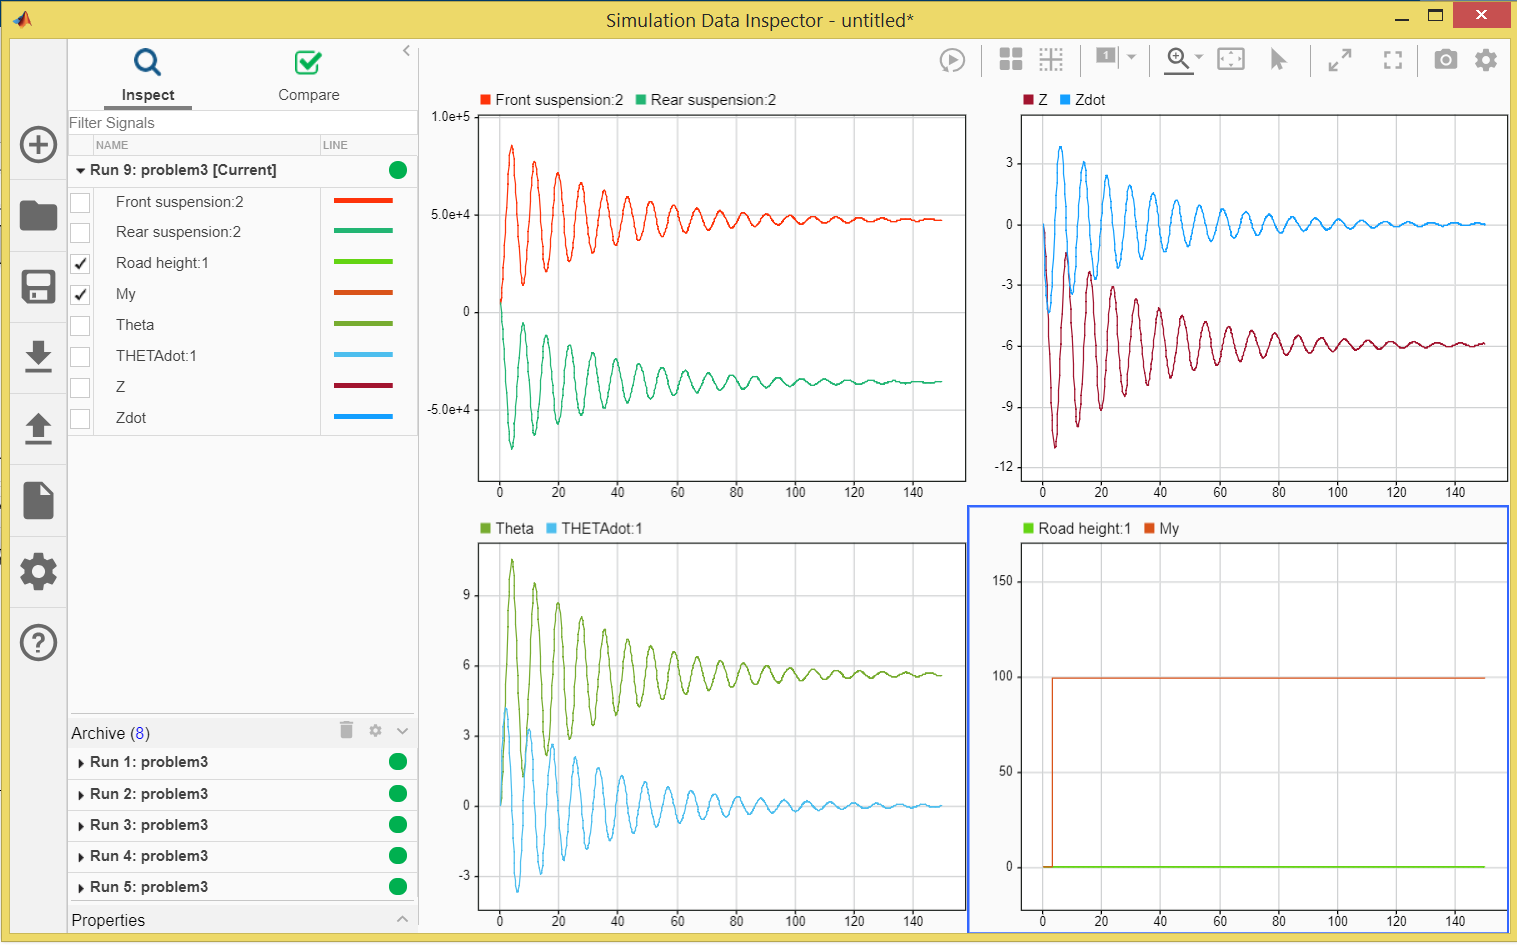 Simulation Data Inspector - untitled*
Inspect
Compare
Filter Signals
NAME LINE
Run 9: problem3 [Current]
Front suspension:2
Rear suspension:2
Road height:1
My
Theta
THETAdot:1
Z
Zdot
Archive (8)
Run 1: problem3
Run 2: problem3
Run 3: problem3
Run 4: problem3
Run 5: problem3
Properties
1
Front suspension:2 Rear suspension:2
1.0e+5
5.0e+4
0
-5.0e+4
0 20 40 60 80 100 120 140
Z Zdot
3
0
-3
-6
-9
-12
0 20 40 60 80 100 120 140
Theta THETAdot:1
9
6
3
0
-3
0 20 40 60 80 100 120 140
Road height:1 My
150
100
50
0
0 20 40 60 80 100 120 140